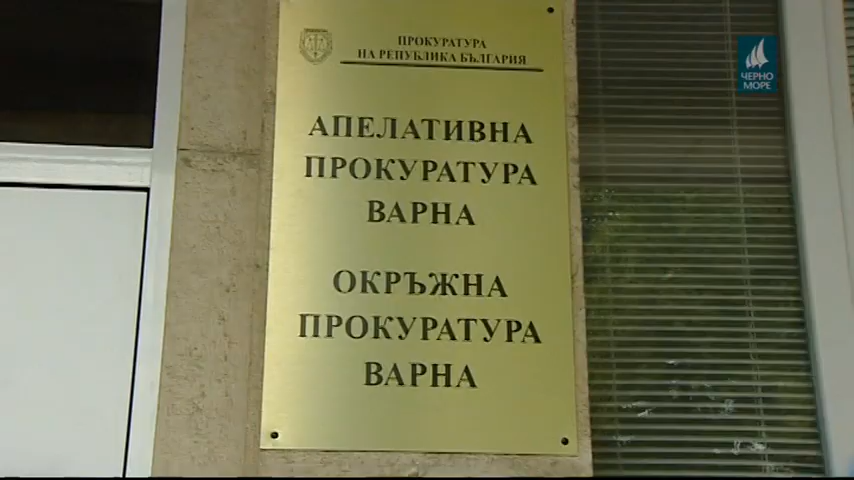 ПРОКУРАТУРА
НА РЕПУБЛИКА БЪЛГАРИЯ
АПЕЛАТИВНА
ПРОКУРАТУРА
ВАРНА
ОКРЪЖНА
ПРОКУРАТУРА
ВАРНА
ЧЕРНО
МОРЕ